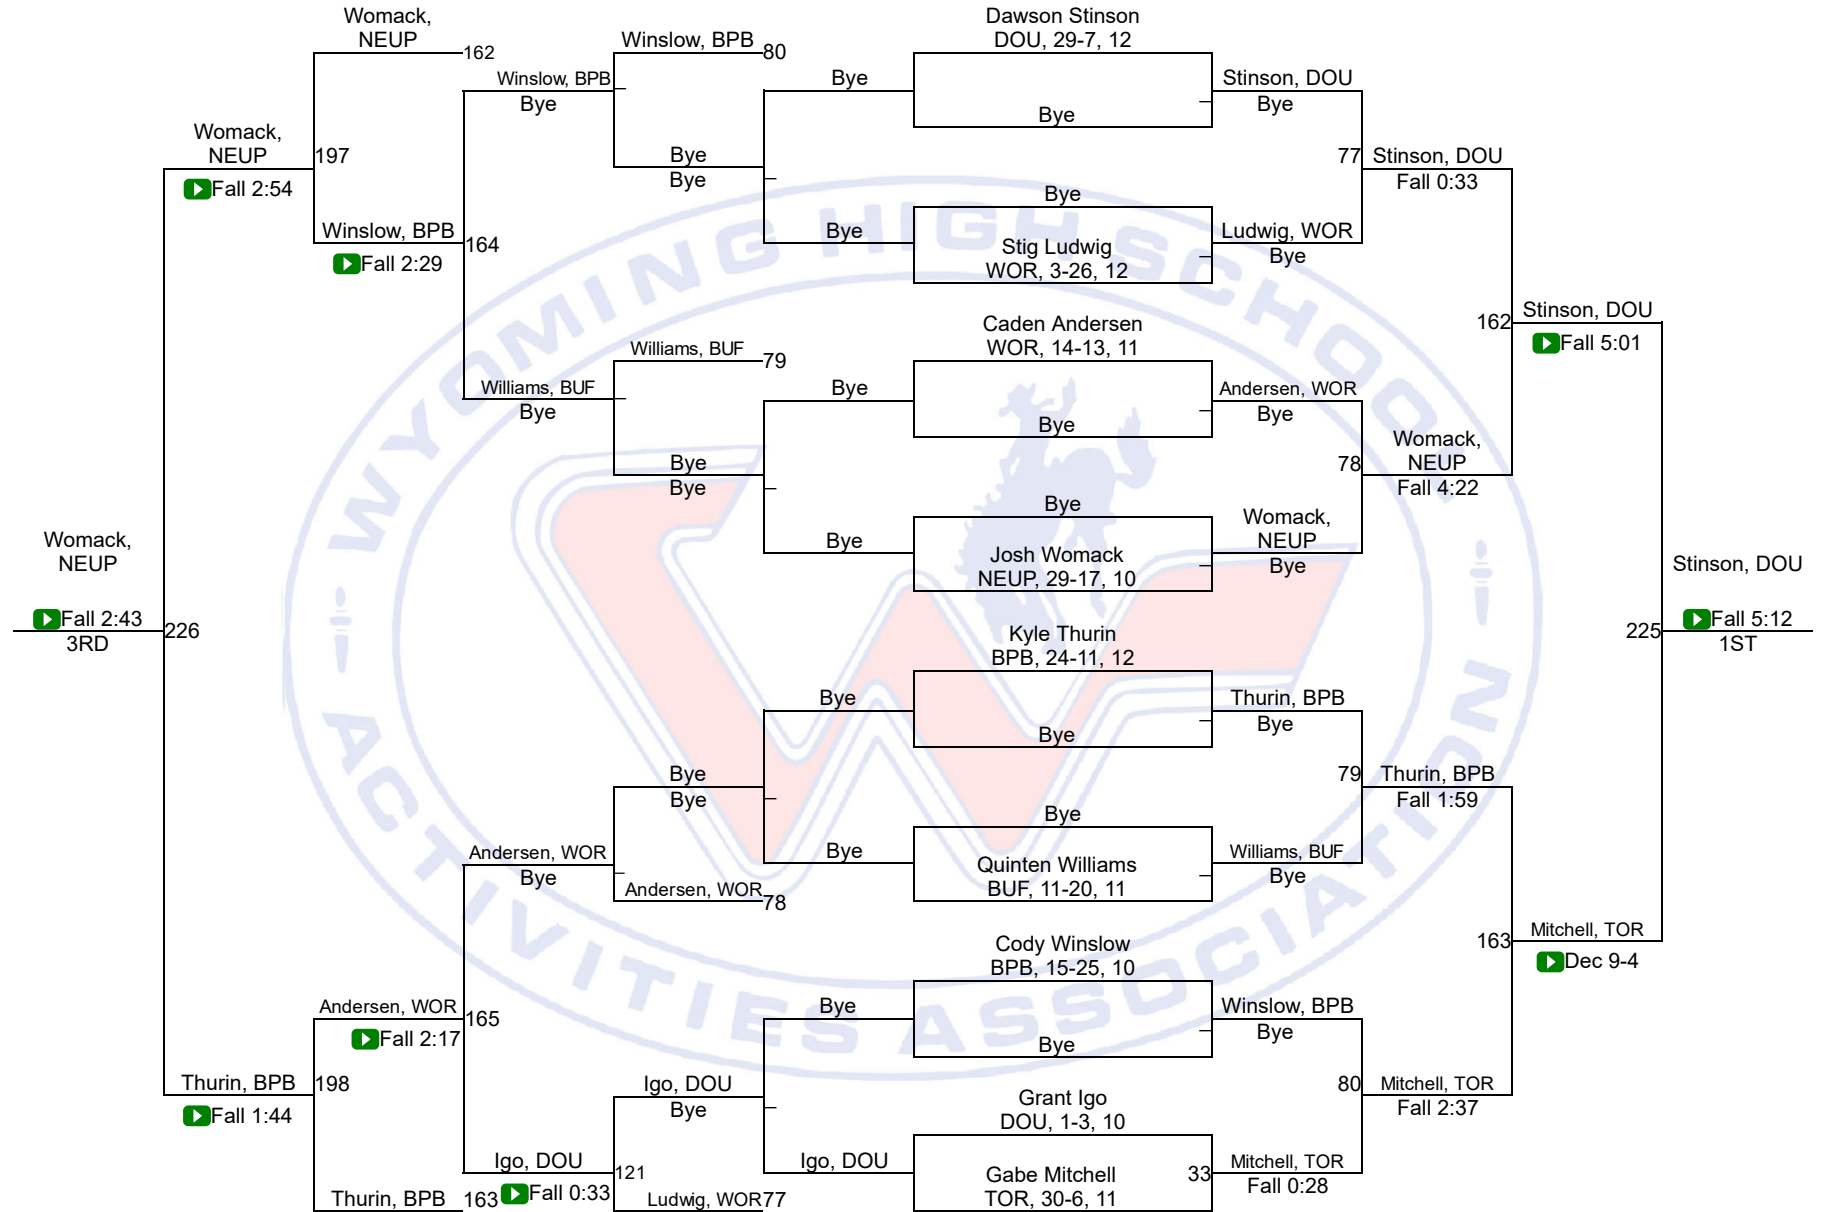 Womack,
NEUP
162
Womack,
NEUP
197
Fall 2:54
Winslow, BPB
164
Fall 2:29
Winslow, BPB
Bye
Winslow, BPB
80
Bye
Bye
Williams, BUF
Bye
Williams, BUF
79
Bye
Bye
Womack,
NEUP
Fall 2:43
3RD
226
Bye
Bye
Andersen, WOR
Bye
Andersen, WOR
78
Andersen, WOR
165
Fall 2:17
Thurin, BPB
198
Fall 1:44
Igo, DOU
Bye
Igo, DOU
121
Fall 0:33
Ludwig, WOR
77
Thurin, BPB
163
Bye
Bye
Bye
Bye
Bye
Bye
Bye
Igo, DOU
Dawson Stinson
DOU, 29-7, 12
Bye
Bye
Stig Ludwig
WOR, 3-26, 12
Caden Andersen
WOR, 14-13, 11
Bye
Bye
Josh Womack
NEUP, 29-17, 10
Kyle Thurin
BPB, 24-11, 12
Bye
Bye
Quinten Williams
BUF, 11-20, 11
Cody Winslow
BPB, 15-25, 10
Bye
Grant Igo
DOU, 1-3, 10
Gabe Mitchell
TOR, 30-6, 11
33
Stinson, DOU
Bye
Ludwig, WOR
Bye
Andersen, WOR
Bye
Womack,
NEUP
Bye
Thurin, BPB
Bye
Williams, BUF
Bye
Winslow, BPB
Bye
Mitchell, TOR
Fall 0:28
77
Stinson, DOU
Fall 0:33
78
Womack,
NEUP
Fall 4:22
79
Thurin, BPB
Fall 1:59
80
Mitchell, TOR
Fall 2:37
162
Stinson, DOU
Fall 5:01
163
Mitchell, TOR
Dec 9-4
225
Stinson, DOU
Fall 5:12
1ST
WYOMING HIGH SCHOOL
ACTIVITIES ASSOCIATION